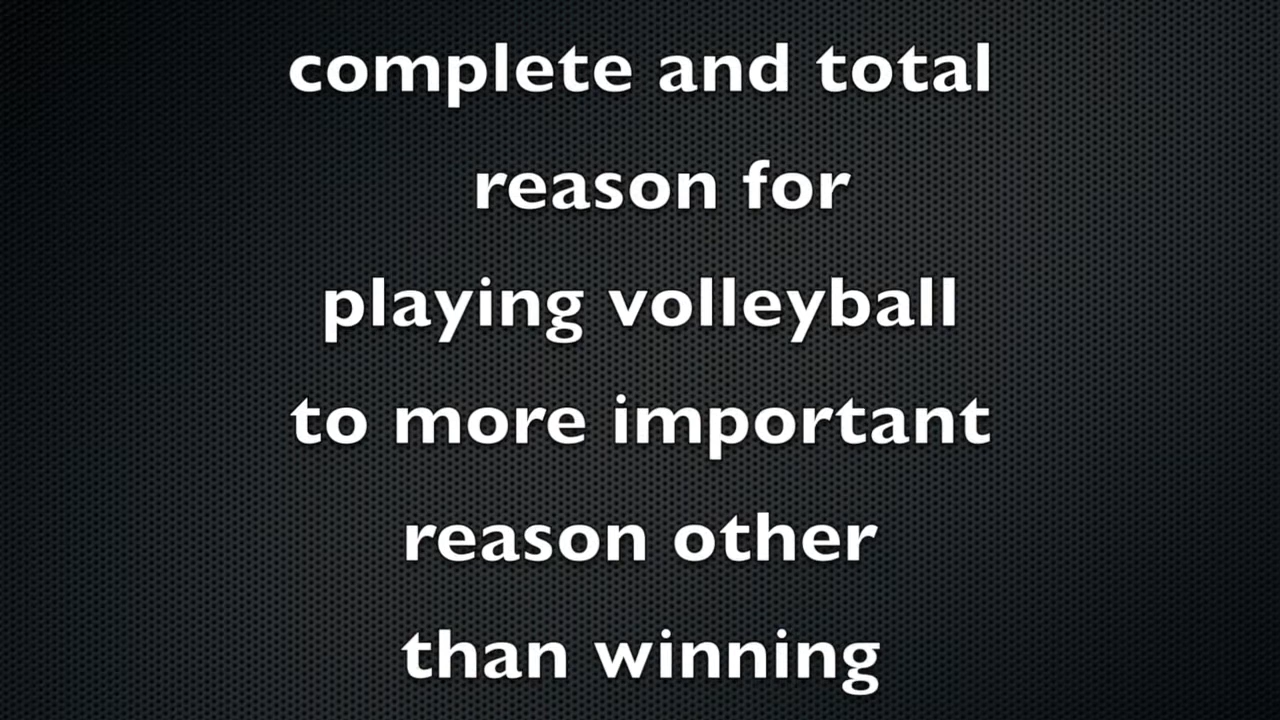 complete and total
reason for
playing volleyball
to more important
reason other
than winning